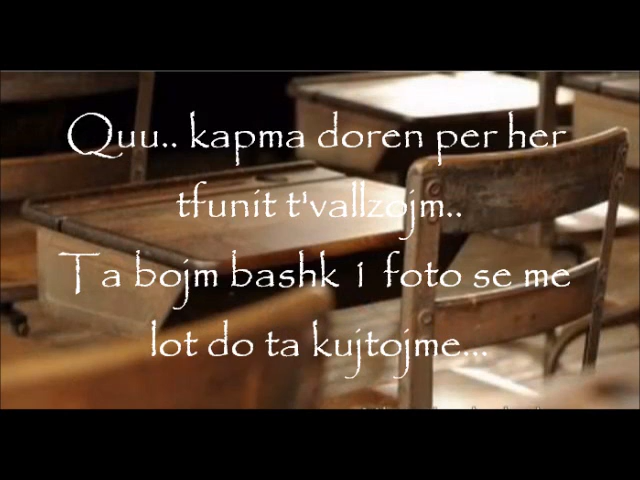 Quu.. kapma doren per her
tfunit t'vallzojm..
Ta bojm bashk 1 foto se me
lot do ta kujtojme...